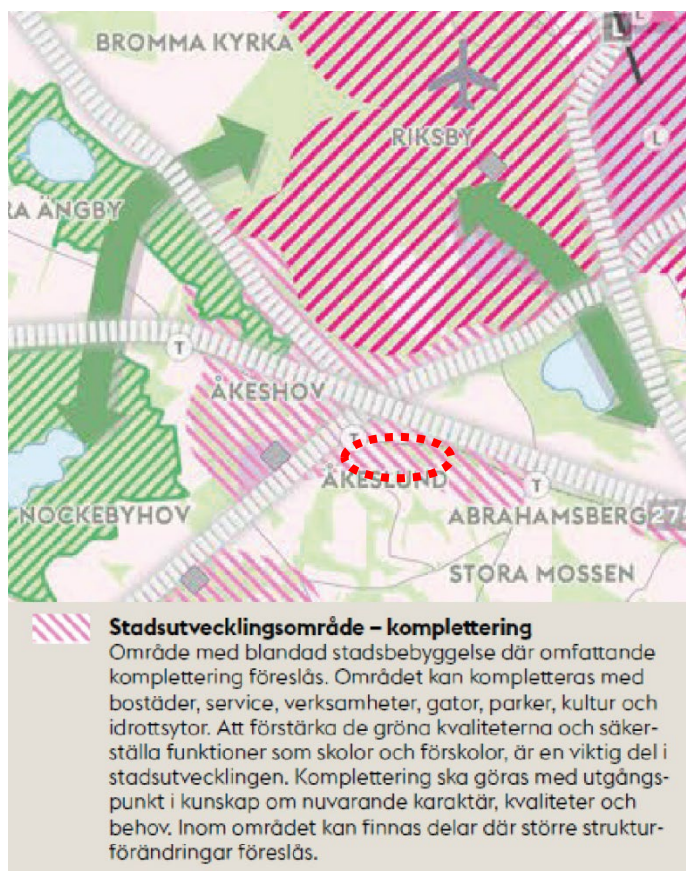 BROMMA KYRKA
L
RIKSBY
L
RA ÄNGBY
T
ÅKESHOV
T
ÅKESLUND
T
NOCKEBYHOV
ABRAHAMSBERG
STORA MOSSEN
Stadsutvecklingsområde – komplettering
Område med blandad stadsbebyggelse där omfattande
komplettering föreslås. Området kan kompletteras med
bostäder, service, verksamheter, gator, parker, kultur och
idrottsytor. Att förstärka de gröna kvaliteterna och säker-
ställa funktioner som skolor och förskolor, är en viktig del i
stadsutvecklingen. Komplettering ska göras med utgångs-
punkt i kunskap om nuvarande karaktär, kvaliteter och
behov. Inom området kan finnas delar där större struktur-
förändringar föreslås.